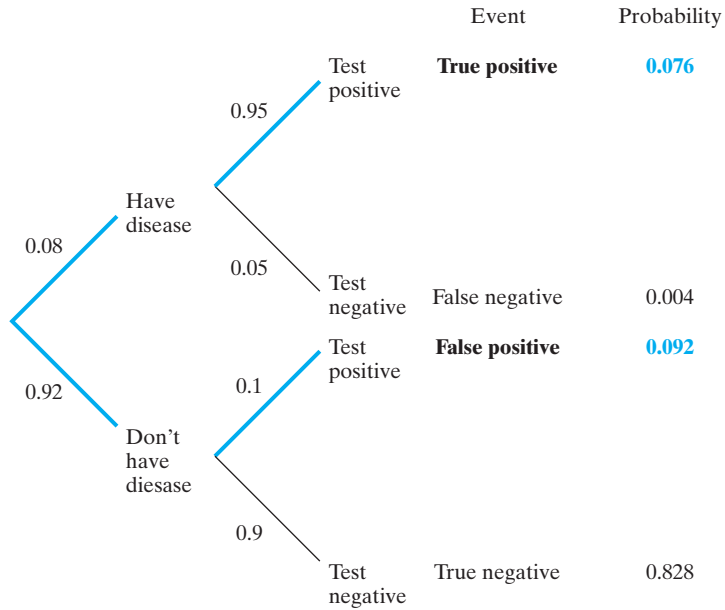 Event Probability
Test
positive
True positive 0.076
0.95
Have
disease
0.08
0.05
Test
negative
False negative 0.004
Test
positive
False positive 0.092
0.92
0.1
Don't
have
diesase
0.9
Test
negative
True negative 0.828